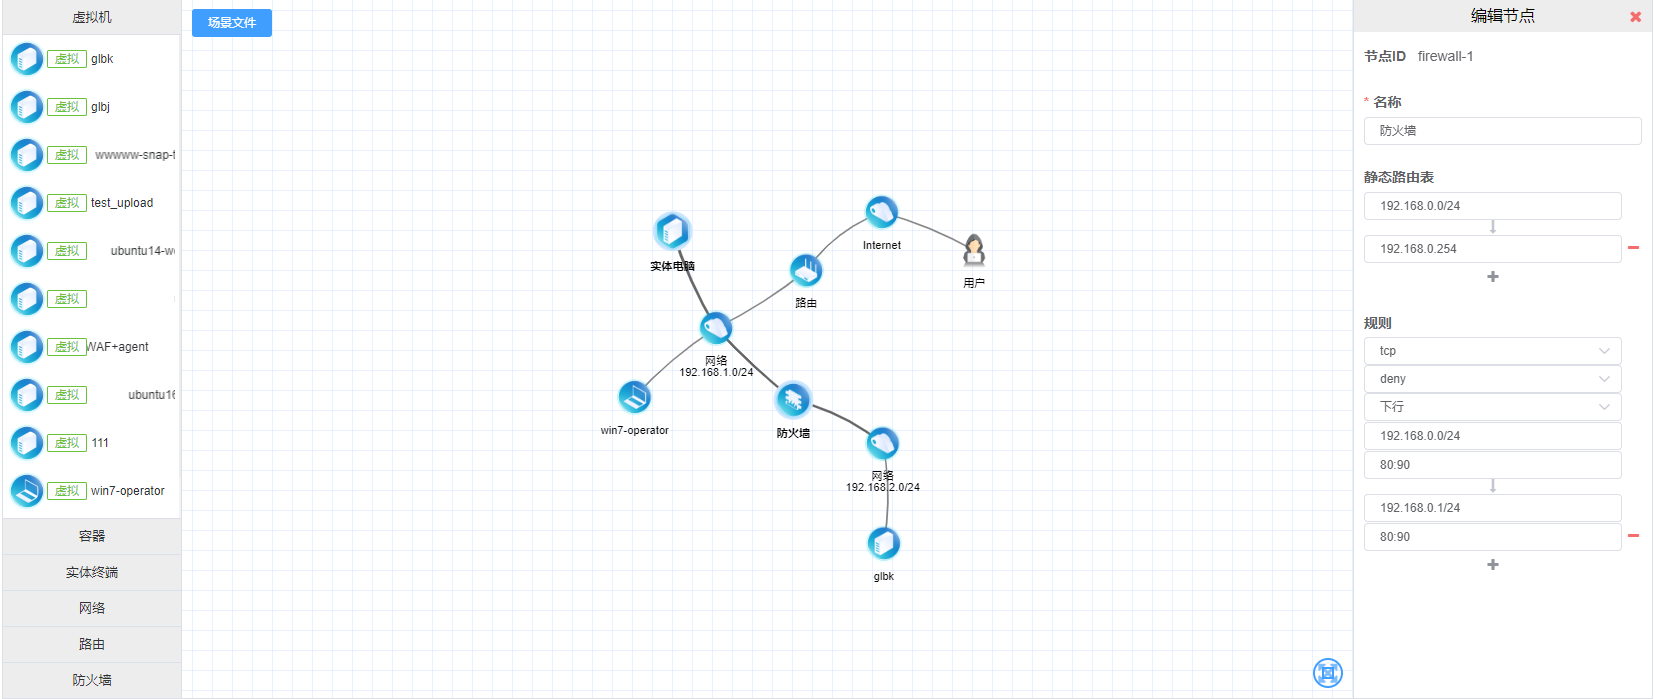 虚拟机
虚拟 glbk
虚拟 glbj
虚拟 wwwww-snap-
虚拟 test_upload
虚拟 ubuntu14-w
虚拟
虚拟 WAF+agent
虚拟 ubuntu16
虚拟 111
虚拟 win7-operator
容器
实体终端
网络
路由
防火墙
场景文件
Internet
用户
实体电脑
路由
网络
192.168.1.0/24
win7-operator
防火墙
网络
192.168.2.0/24
glbk
编辑节点
节点ID firewall-1
* 名称
防火墙
静态路由表
192.168.0.0/24
192.168.0.254
规则
tcp
deny
下行
192.168.0.0/24
80:90
192.168.0.1/24
80:90